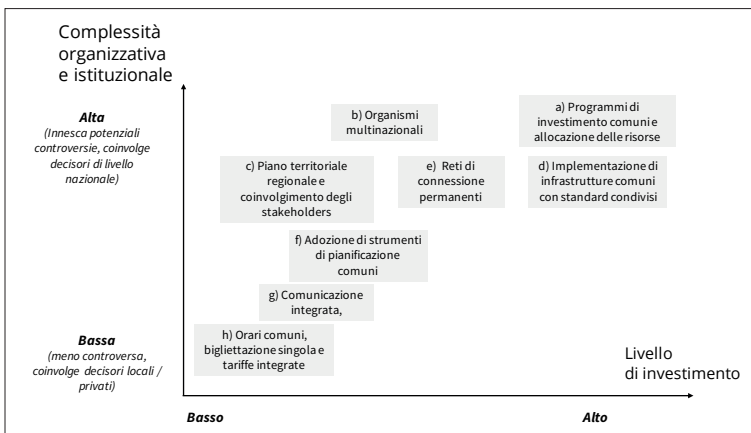 Complessità
organizzativa
e istituzionale
Alta
(Innesca potenziali
controversie, coinvolge
decisori di livello
nazionale)
b) Organismi
multinazionali
a) Programmi di
investimento comuni e
allocazione delle risorse
c) Piano territoriale
regionale e
coinvolgimento degli
stakeholders
e) Reti di
connessione
permanenti
d) Implementazione di
infrastrutture comuni
con standard condivisi
f) Adozione di strumenti
di pianificazione
comuni
g) Comunicazione
integrata,
Bassa
(meno controversa,
coinvolge decisori locali /
privati)
h) Orari comuni,
bigliettazione singola e
tariffe integrate
Livello
di investimento
Basso
Alto